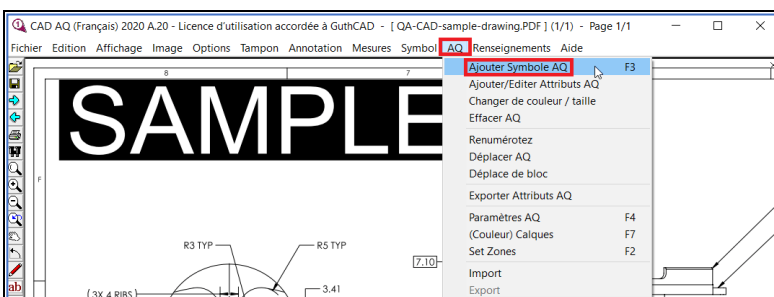 CAD AQ (Français) 2020 A.20 - Licence d'utilisation accordée à GuthCAD - [ QA-CAD-sample-drawing.PDF ] (1/1) - Page 1/1
Fichier Edition Affichage Image Options Tampon Annotation Mesures Symbol AQ Renseignements Aide
Ajouter Symbole AQ F3
Ajouter/Editer Attributs AQ
Changer de couleur / taille
Effacer AQ
Renumérotez
Déplacer AQ
Déplace de bloc
Exporter Attributs AQ
Paramètres AQ F4
(Couleur) Calques F7
Set Zones F2
Import
Export
8 7
SAMPLE
F
R3 TYP R5 TYP
7.10
3.41
(3X 4 RIBS)
ab